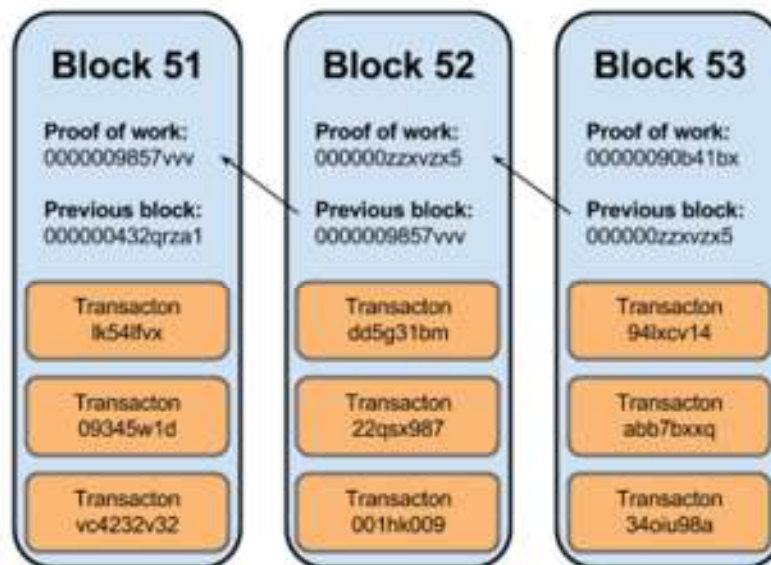 Block 51
Proof of work:
0000009857vvv
Previous block:
000000432qrza1
Transacton
lk54lfvx
Transacton
09345w1d
Transacton
vc4232v32
Block 52
Proof of work:
000000zzxvzx5
Previous block:
0000009857vvv
Transacton
dd5g31bm
Transacton
22qsx987
Transacton
001hk009
Block 53
Proof of work:
00000090b41bx
Previous block:
000000zzxvzx5
Transacton
94lxcv14
Transacton
abb7bxxq
Transacton
34oiu98a